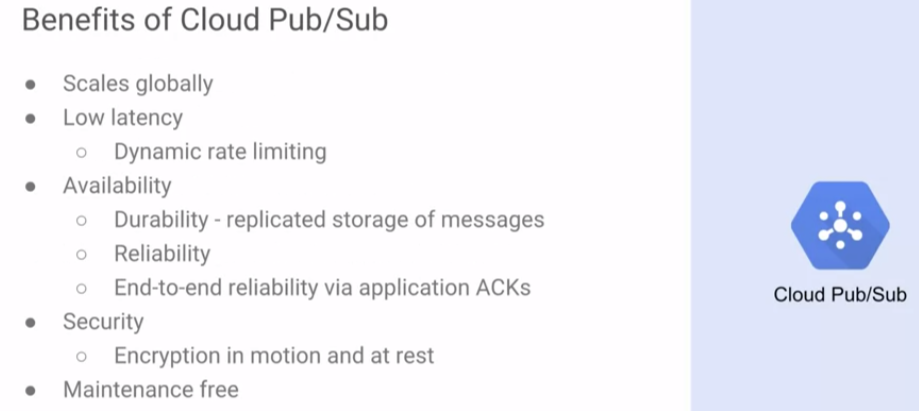 Benefits of Cloud Pub/Sub
● Scales globally
● Low latency
○ Dynamic rate limiting
● Availability
○ Durability - replicated storage of messages
○ Reliability
○ End-to-end reliability via application ACKs
● Security
○ Encryption in motion and at rest
● Maintenance free
Cloud Pub/Sub